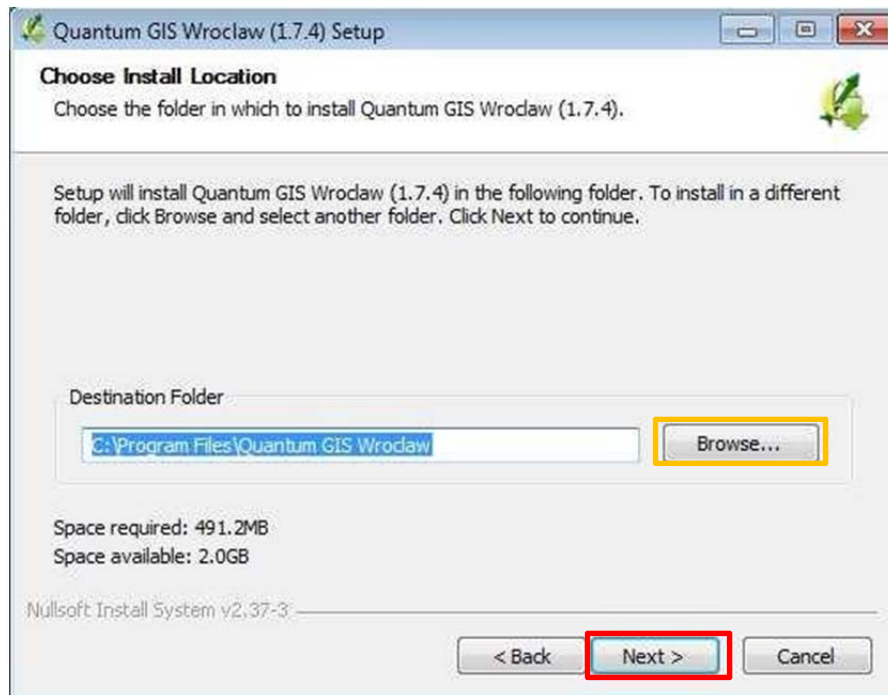 Quantum GIS Wroclaw (1.7.4) Setup
Choose Install Location
Choose the folder in which to install Quantum GIS Wroclaw (1.7.4).
Setup will install Quantum GIS Wroclaw (1.7.4) in the following folder. To install in a different
folder, click Browse and select another folder. Click Next to continue.
Destination Folder
C:\Program Files\Quantum GIS Wroclaw
Browse...
Space required: 491.2MB
Space available: 2.0GB
Nullsoft Install System v2.37-3
< Back Next > Cancel